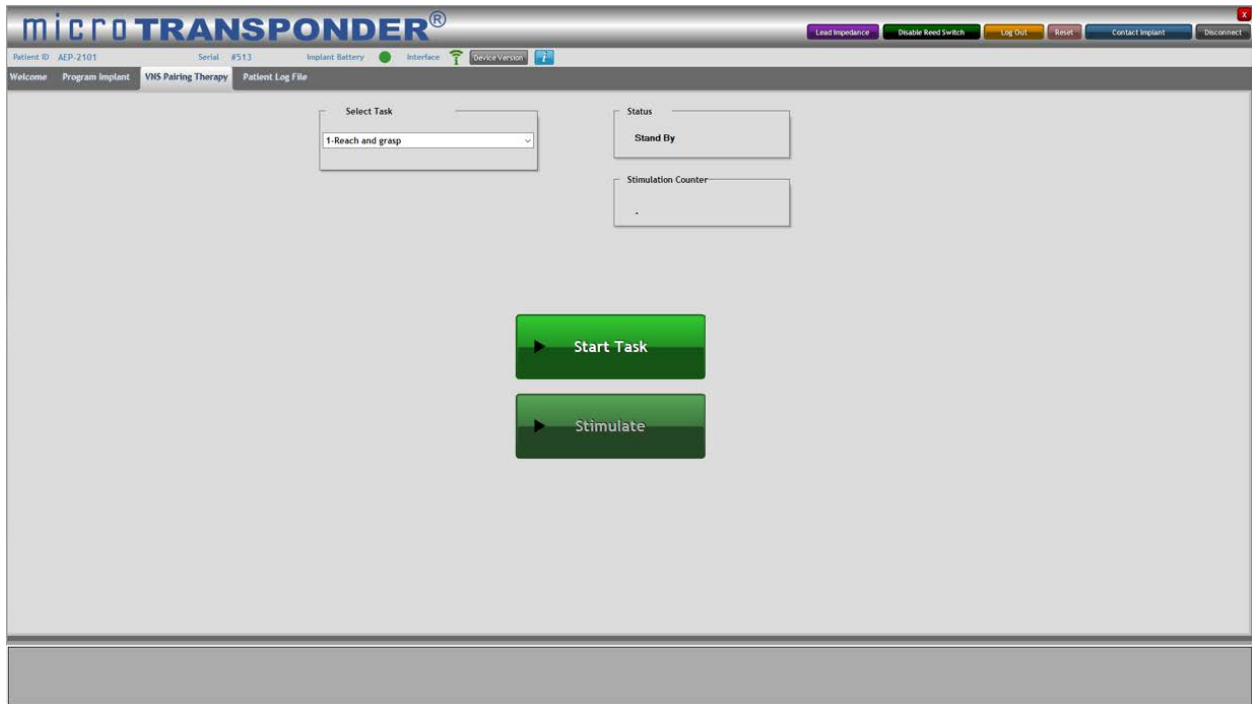 microTRANSPONDER®
X
Lead Impedance Disable Reed Switch Log Out Reset Contact Implant Disconnect
Patient ID AEP-2101 Serial #513 Implant Battery Interface Device Version i
Welcome Program Implant VNS Pairing Therapy Patient Log File
Select Task
1-Reach and grasp
Status
Stand By
Stimulation Counter
-
Start Task
Stimulate